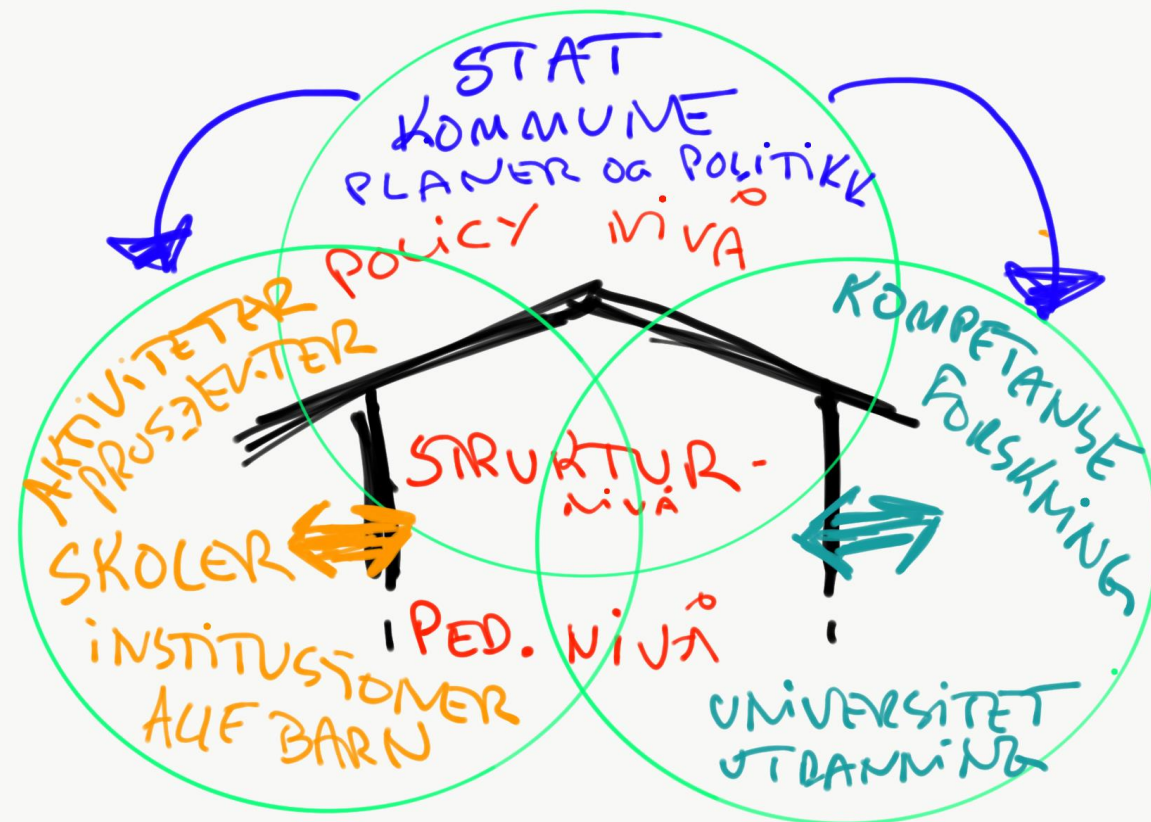 STAT
KOMMUNE
PLANER OG POLITIKK
POLICY NIVÅ
AKTIVITETAR
PROSJEKTER
SKOLER
INSTITUSJONER
ALLE BARN
STRUKTUR-
NIVÅ
PED. NIVÅ
KOMPETANSE
FORSKNING
UNIVERSITET
UTDANNING